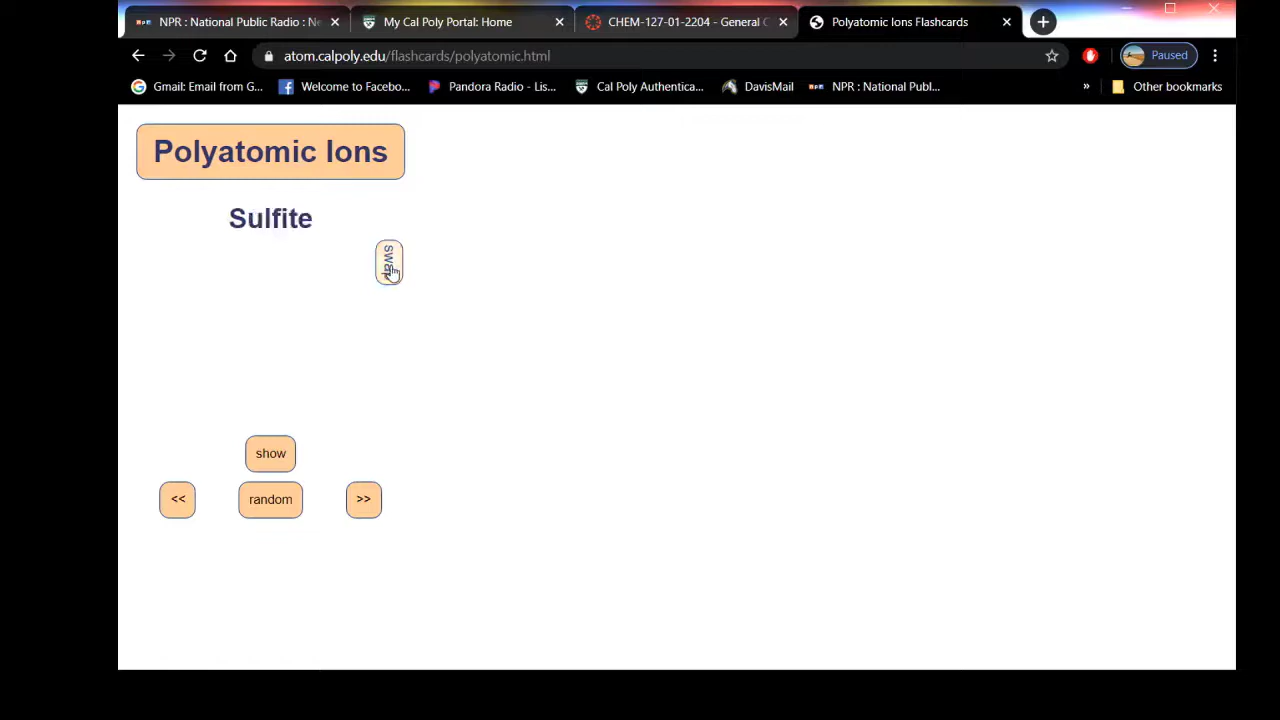 NPR : National Public Radio : Ne
My Cal Poly Portal: Home
CHEM-127-01-2204 - General C
Polyatomic Ions Flashcards
atom.calpoly.edu/flashcards/polyatomic.html
Paused
Gmail: Email from G...
Welcome to Facebo...
Pandora Radio - Lis...
Cal Poly Authentica...
DavisMail
NPR : National Publ...
»
Other bookmarks
Polyatomic Ions
Sulfite
show
<<
random
>>